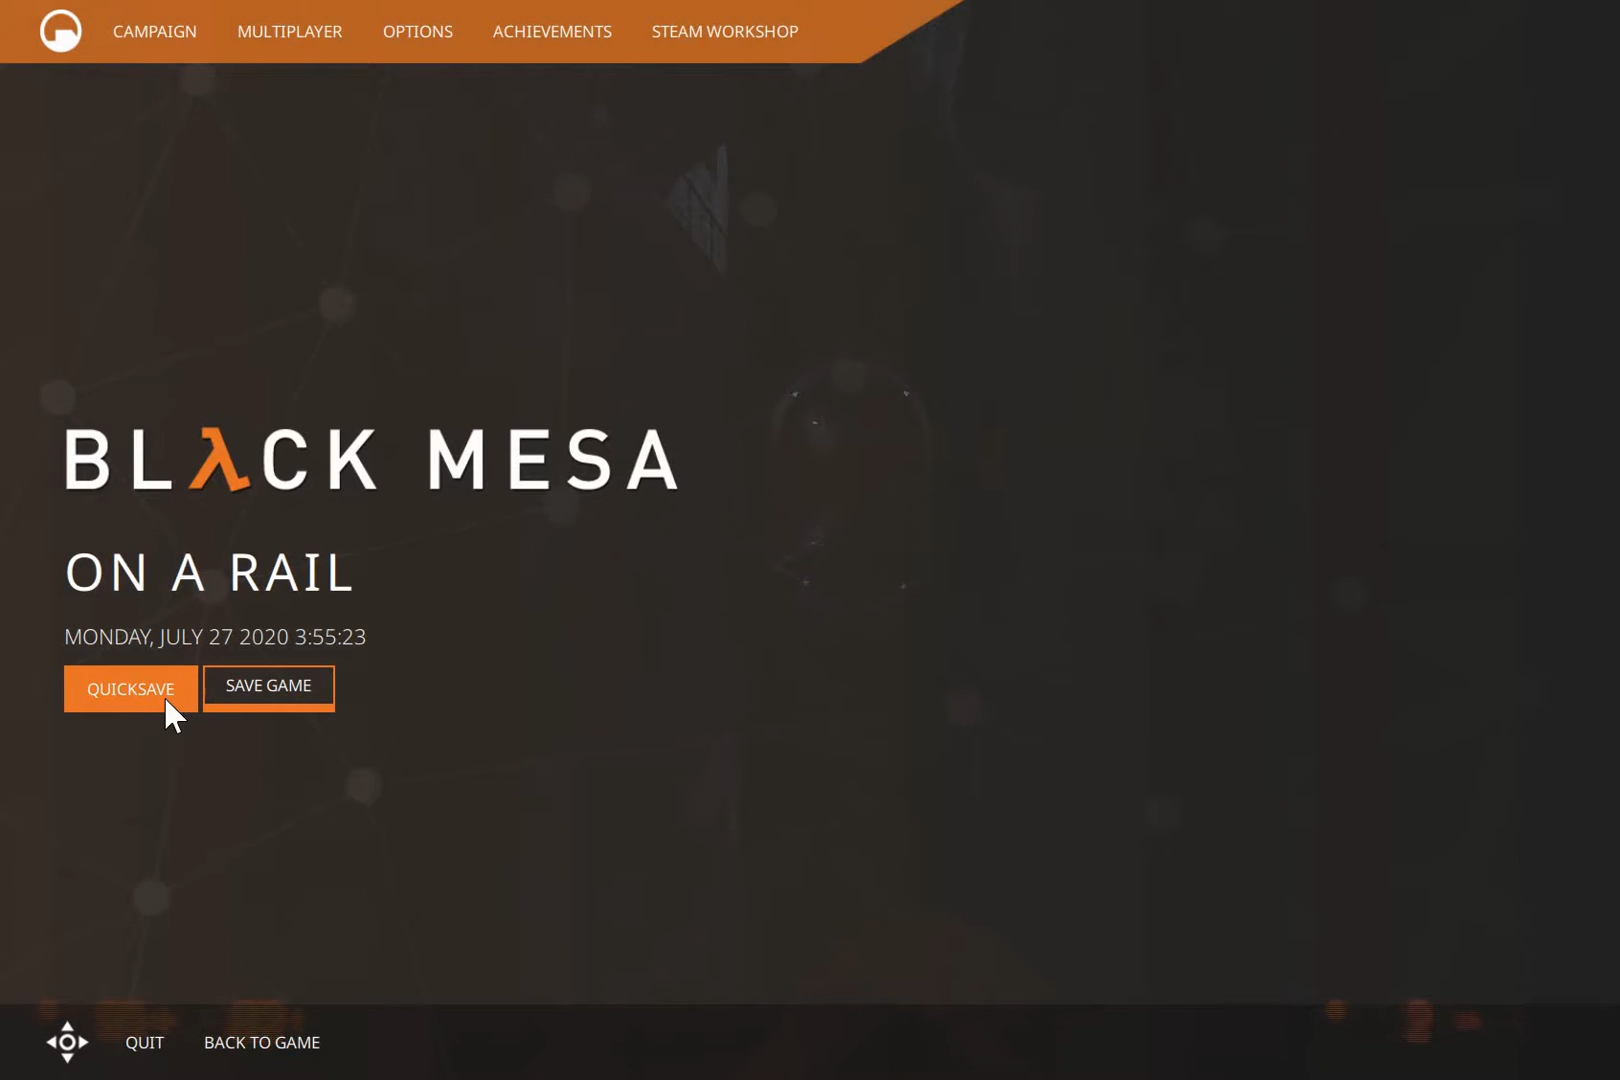 CAMPAIGN MULTIPLAYER OPTIONS ACHIEVEMENTS STEAM WORKSHOP
BLλCK MESA
ON A RAIL
MONDAY, JULY 27 2020 3:55:23
QUICKSAVE SAVE GAME
QUIT BACK TO GAME